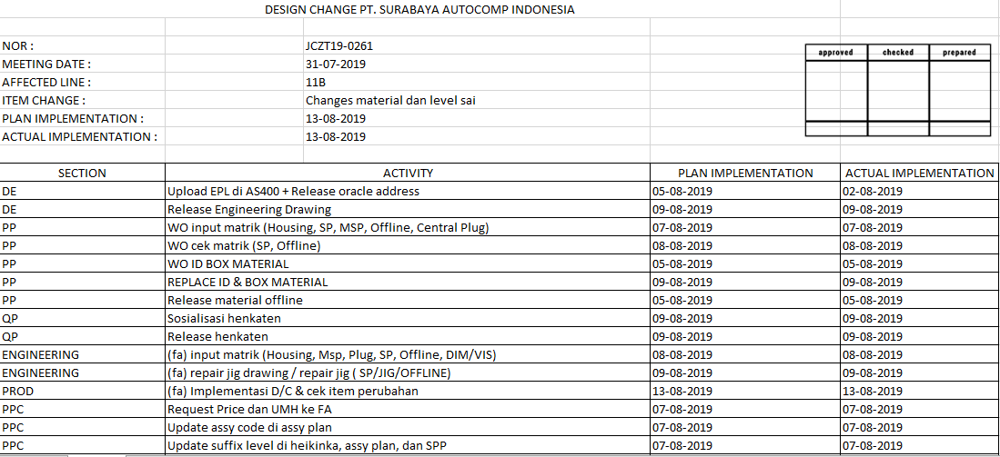 DESIGN CHANGE PT. SURABAYA AUTOCOMP INDONESIA
NOR : JCZT19-0261
MEETING DATE : 31-07-2019
AFFECTED LINE : 11B
ITEM CHANGE : Changes material dan level sai
PLAN IMPLEMENTATION : 13-08-2019
ACTUAL IMPLEMENTATION : 13-08-2019
approved checked prepared
SECTION ACTIVITY PLAN IMPLEMENTATION ACTUAL IMPLEMENTATION
DE Upload EPL di AS400 + Release oracle address 05-08-2019 02-08-2019
DE Release Engineering Drawing 09-08-2019 09-08-2019
PP WO input matrik (Housing, SP, MSP, Offline, Central Plug) 07-08-2019 07-08-2019
PP WO cek matrik (SP, Offline) 08-08-2019 08-08-2019
PP WO ID BOX MATERIAL 05-08-2019 05-08-2019
PP REPLACE ID & BOX MATERIAL 09-08-2019 09-08-2019
PP Release material offline 05-08-2019 05-08-2019
QP Sosialisasi henkaten 09-08-2019 09-08-2019
QP Release henkaten 09-08-2019 09-08-2019
ENGINEERING (fa) input matrik (Housing, Msp, Plug, SP, Offline, DIM/VIS) 08-08-2019 08-08-2019
ENGINEERING (fa) repair jig drawing / repair jig ( SP/JIG/OFFLINE) 09-08-2019 09-08-2019
PROD (fa) Implementasi D/C & cek item perubahan 13-08-2019 13-08-2019
PPC Request Price dan UMH ke FA 07-08-2019 07-08-2019
PPC Update assy code di assy plan 07-08-2019 07-08-2019
PPC Update suffix level di heikinka, assy plan, dan SPP 07-08-2019 07-08-2019